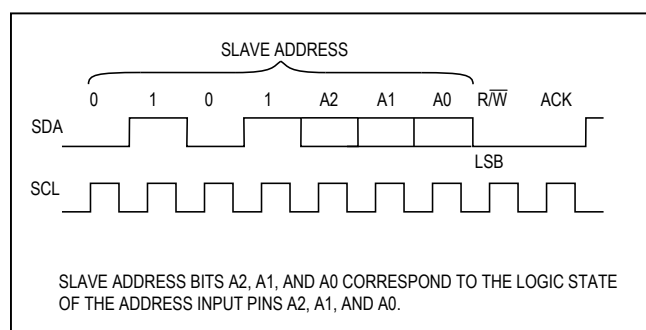 SLAVE ADDRESS
0 1 0 1 A2 A1 A0 R/W̅ ACK
SDA
LSB
SCL
SLAVE ADDRESS BITS A2, A1, AND A0 CORRESPOND TO THE LOGIC STATE
OF THE ADDRESS INPUT PINS A2, A1, AND A0.